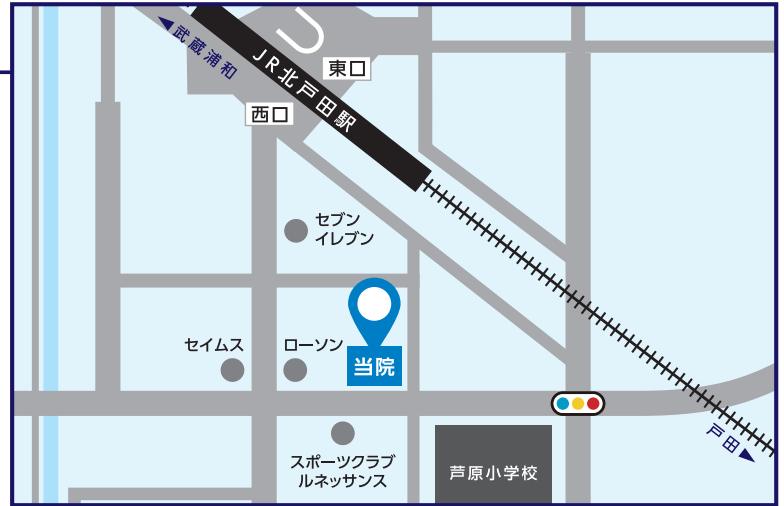 武蔵浦和
JR北戸田駅
東口
西口
セブン
イレブン
セイムス
ローソン
当院
スポーツクラブ
ルネッサンス
芦原小学校
戸田